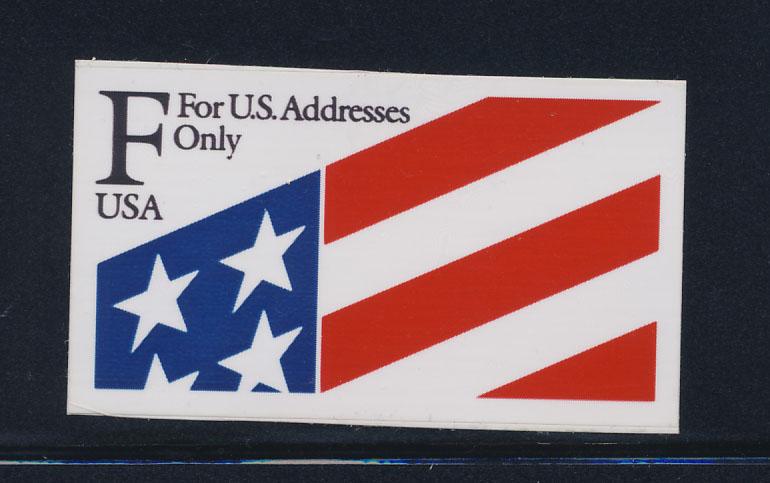 F For U.S. Addresses
Only
USA